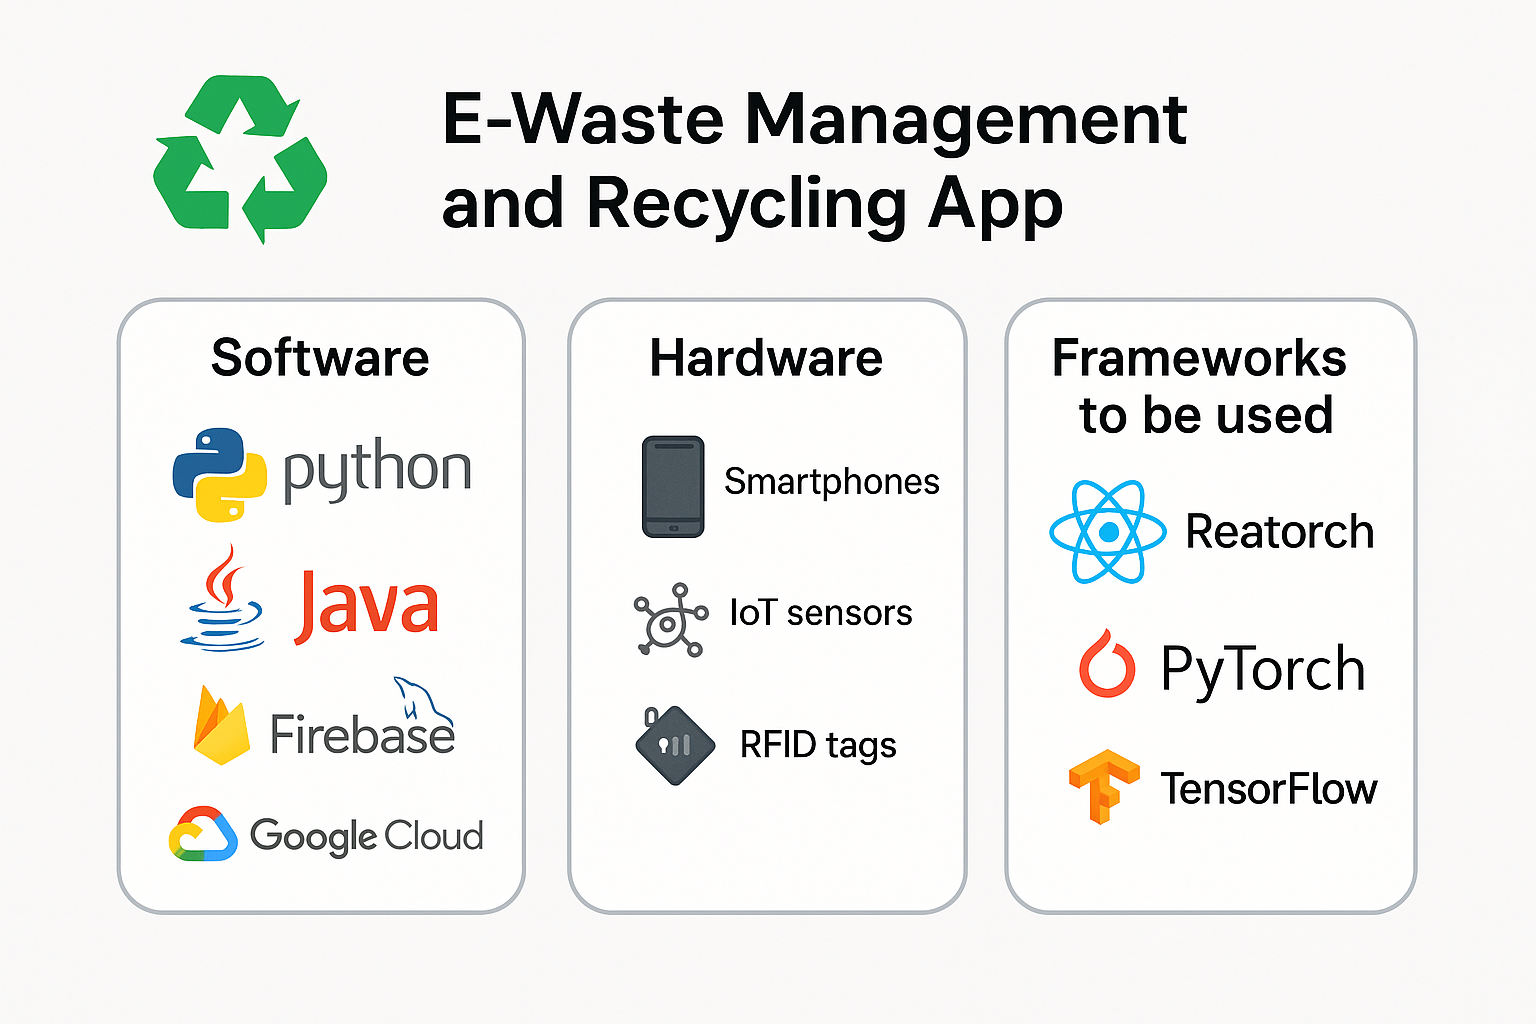 E-Waste Management
and Recycling App
Software
python
Java
Firebase
Google Cloud
Hardware
Smartphones
IoT sensors
RFID tags
Frameworks
to be used
Reatorch
PyTorch
TensorFlow